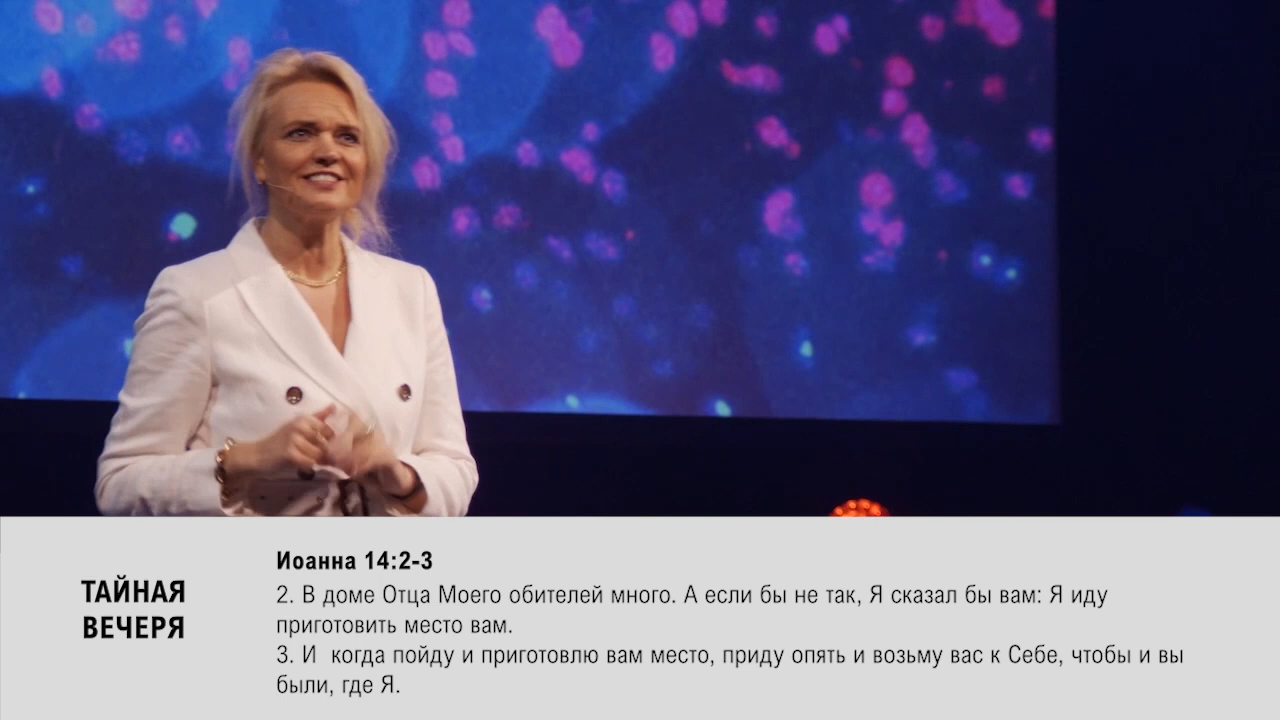 ТАЙНАЯ
ВЕЧЕРЯ
Иоанна 14:2-3
2. В доме Отца Моего обителей много. А если бы не так, Я сказал бы вам: Я иду
приготовить место вам.
3. И когда пойду и приготовлю вам место, приду опять и возьму вас к Себе, чтобы и вы
были, где Я.